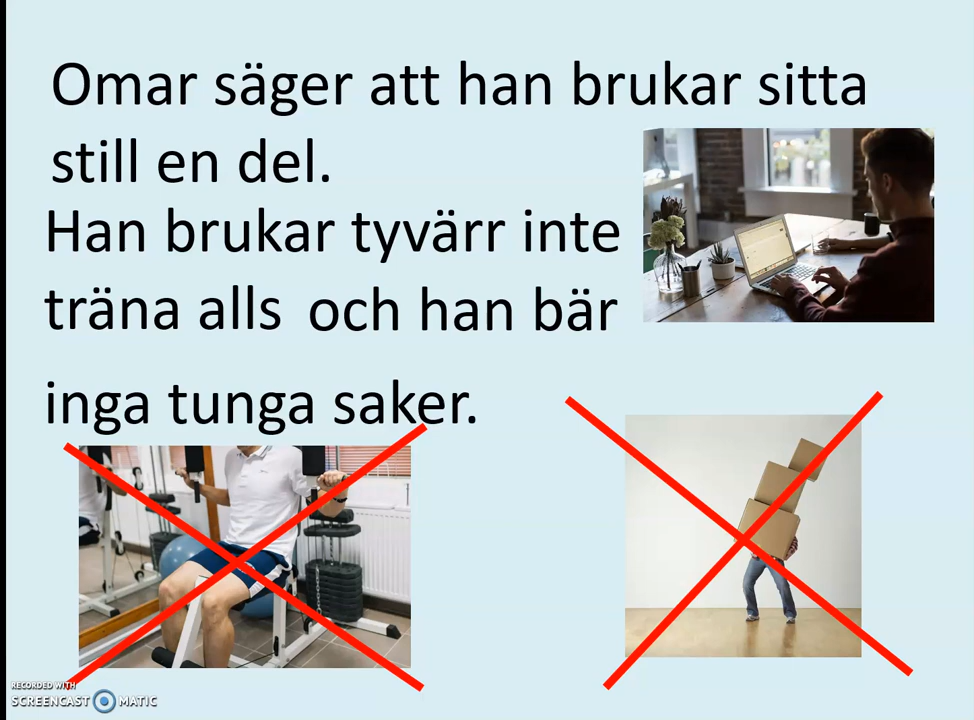 Omar säger att han brukar sitta
still en del.
Han brukar tyvärr inte
träna alls och han bär
inga tunga saker.
RECORDED WITH
SCREENCAST MATIC